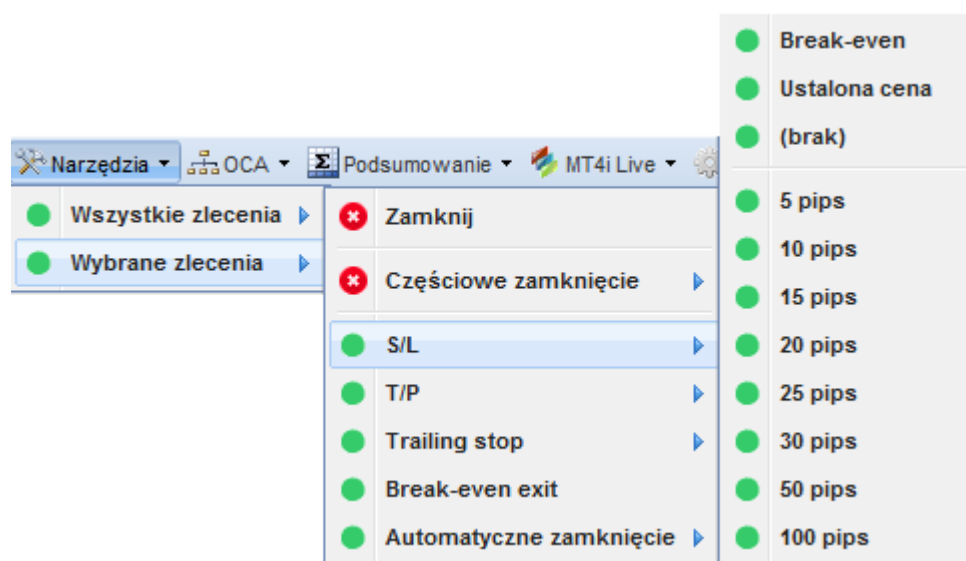 Narzędzia OCA Podsumowanie MT4i Live
Wszystkie zlecenia
Wybrane zlecenia
Zamknij
Częściowe zamknięcie
S/L
T/P
Trailing stop
Break-even exit
Automatyczne zamknięcie
Break-even
Ustalona cena
(brak)
5 pips
10 pips
15 pips
20 pips
25 pips
30 pips
50 pips
100 pips